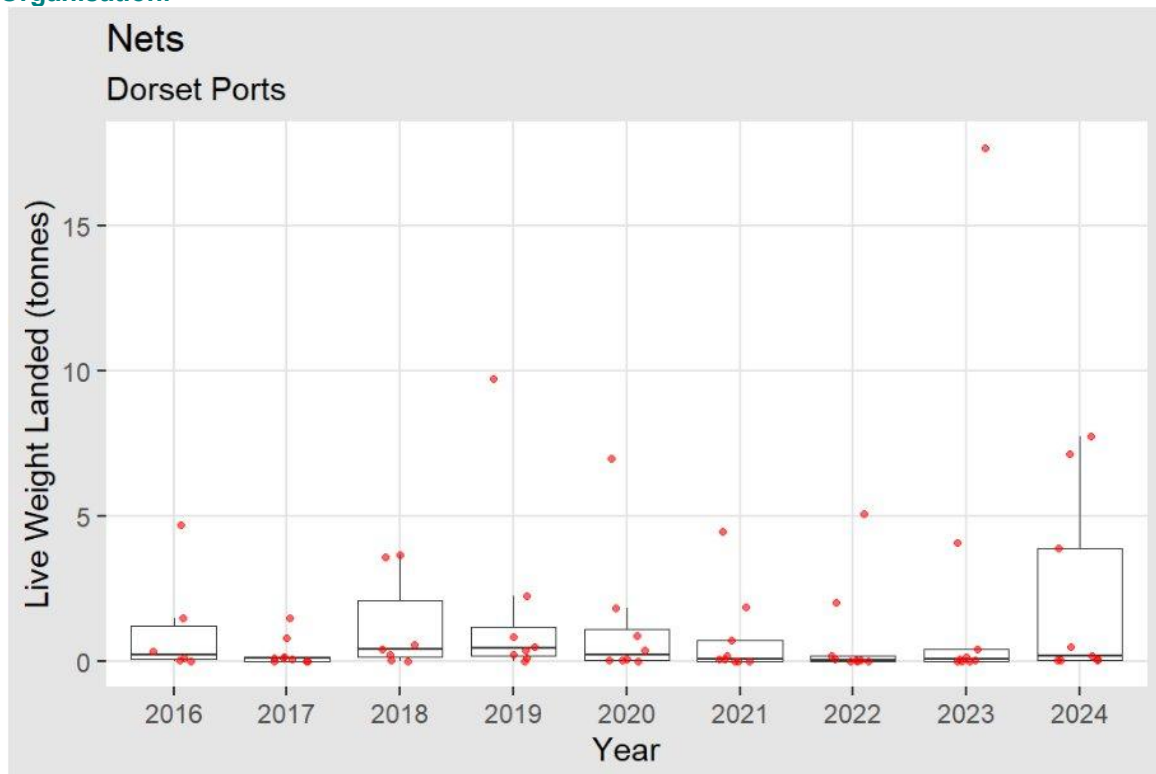 Organisation.
Nets
Dorset Ports
Live Weight Landed (tonnes)
15
10
5
0
2016 2017 2018 2019 2020 2021 2022 2023 2024
Year